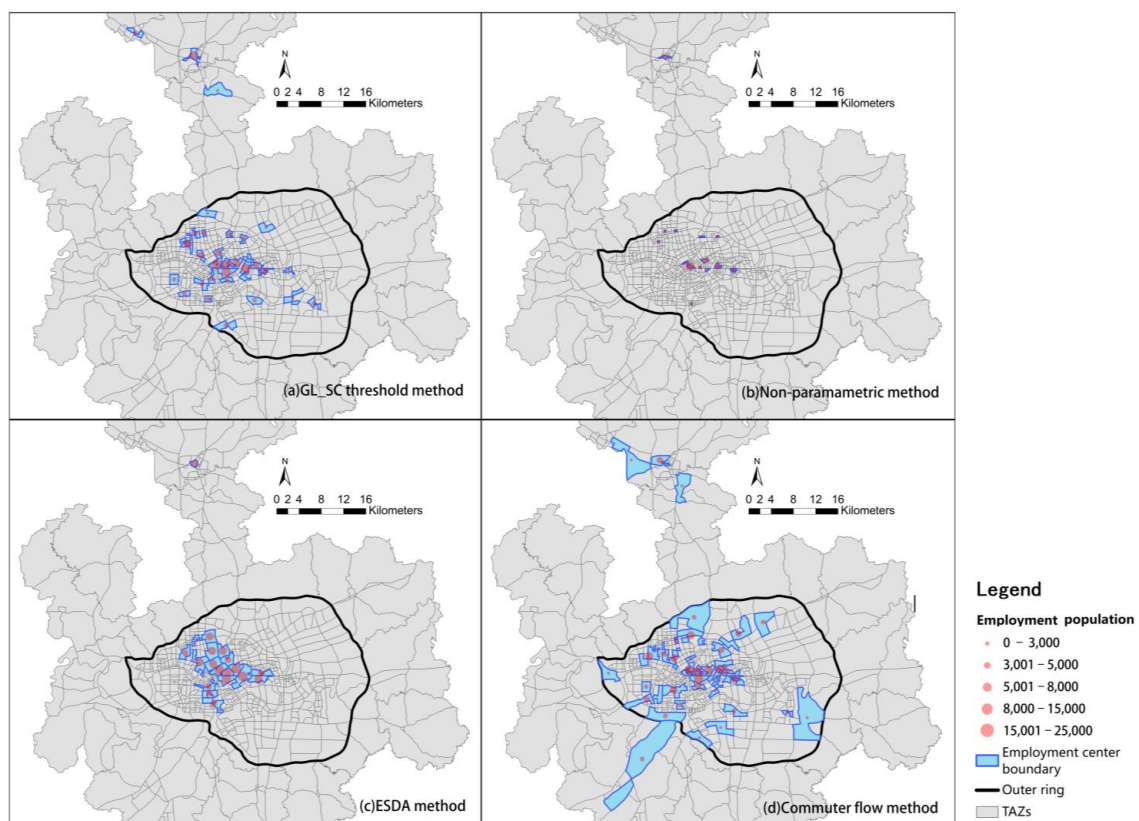 N
0 2 4 8 12 16
Kilometers
(a)GL_SC threshold method
N
0 2 4 8 12 16
Kilometers
(b)Non-paramametric method
N
0 2 4 8 12 16
Kilometers
(c)ESDA method
N
0 2 4 8 12 16
Kilometers
(d)Commuter flow method
Legend
Employment population
0 – 3,000
3,001 – 5,000
5,001 – 8,000
8,000 – 15,000
15,001 – 25,000
Employment center
boundary
Outer ring
TAZs